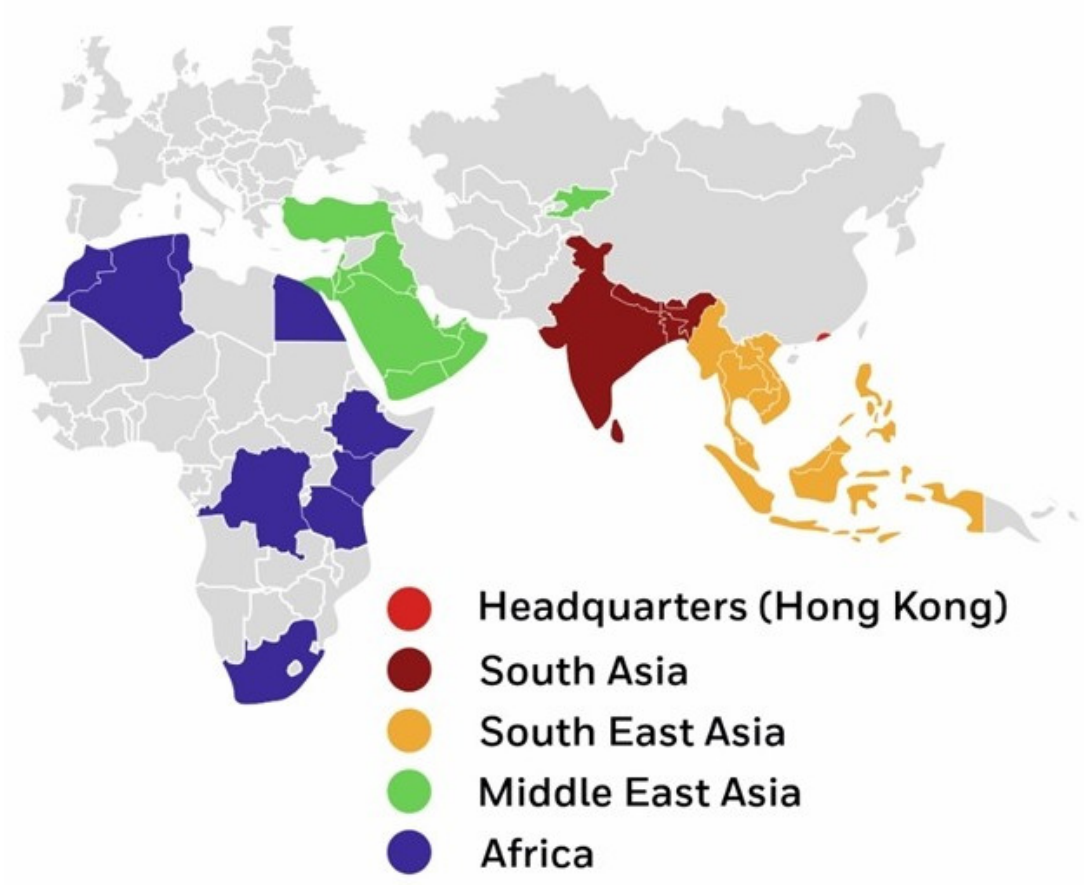 Headquarters (Hong Kong)
South Asia
South East Asia
Middle East Asia
Africa